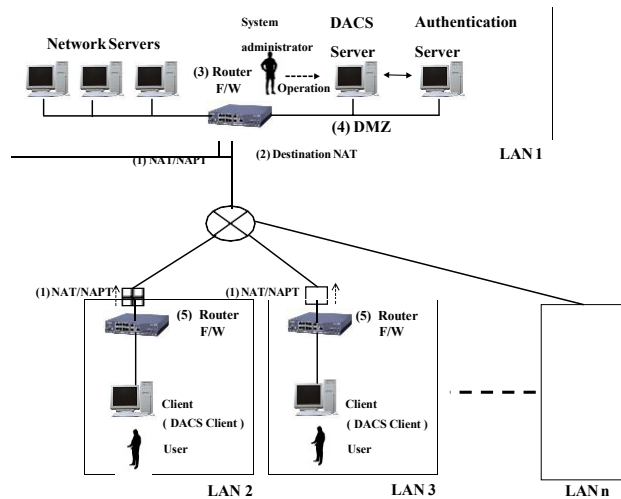 System
administrator
DACS
Server
Authentication
Server
Network Servers
(3) Router
F/W
Operation
(4) DMZ
(1) NAT/NAPT
(2) Destination NAT
LAN 1
(1) NAT/NAPT
(1) NAT/NAPT
(5) Router
F/W
(5) Router
F/W
Client
( DACS Client )
User
Client
( DACS Client )
User
LAN 2
LAN 3
LAN n